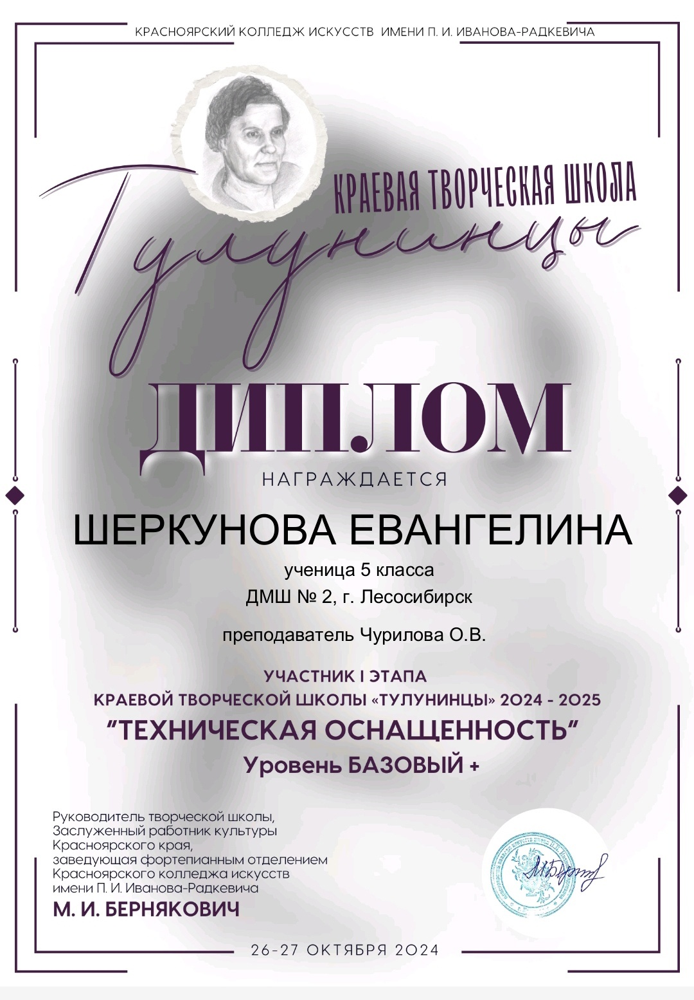 КРАСНОЯРСКИЙ КОЛЛЕДЖ ИСКУССТВ ИМЕНИ П. И. ИВАНОВА-РАДКЕВИЧА
КРАЕВАЯ ТВОРЧЕСКАЯ ШКОЛА
Тулунинцы
ДИПЛОМ
НАГРАЖДАЕТСЯ
ШЕРКУНОВА ЕВАНГЕЛИНА
ученица 5 класса
ДМШ № 2, г. Лесосибирск
преподаватель Чурилова О.В.
УЧАСТНИК I ЭТАПА
КРАЕВОЙ ТВОРЧЕСКОЙ ШКОЛЫ «ТУЛУНИНЦЫ» 2024 - 2025
“ТЕХНИЧЕСКАЯ ОСНАЩЕННОСТЬ“
Уровень БАЗОВЫЙ +
Руководитель творческой школы,
Заслуженный работник культуры
Красноярского края,
заведующая фортепианным отделением
Красноярского колледжа искусств
имени П. И. Иванова-Радкевича
М. И. БЕРНЯКОВИЧ
26-27 ОКТЯБРЯ 2024